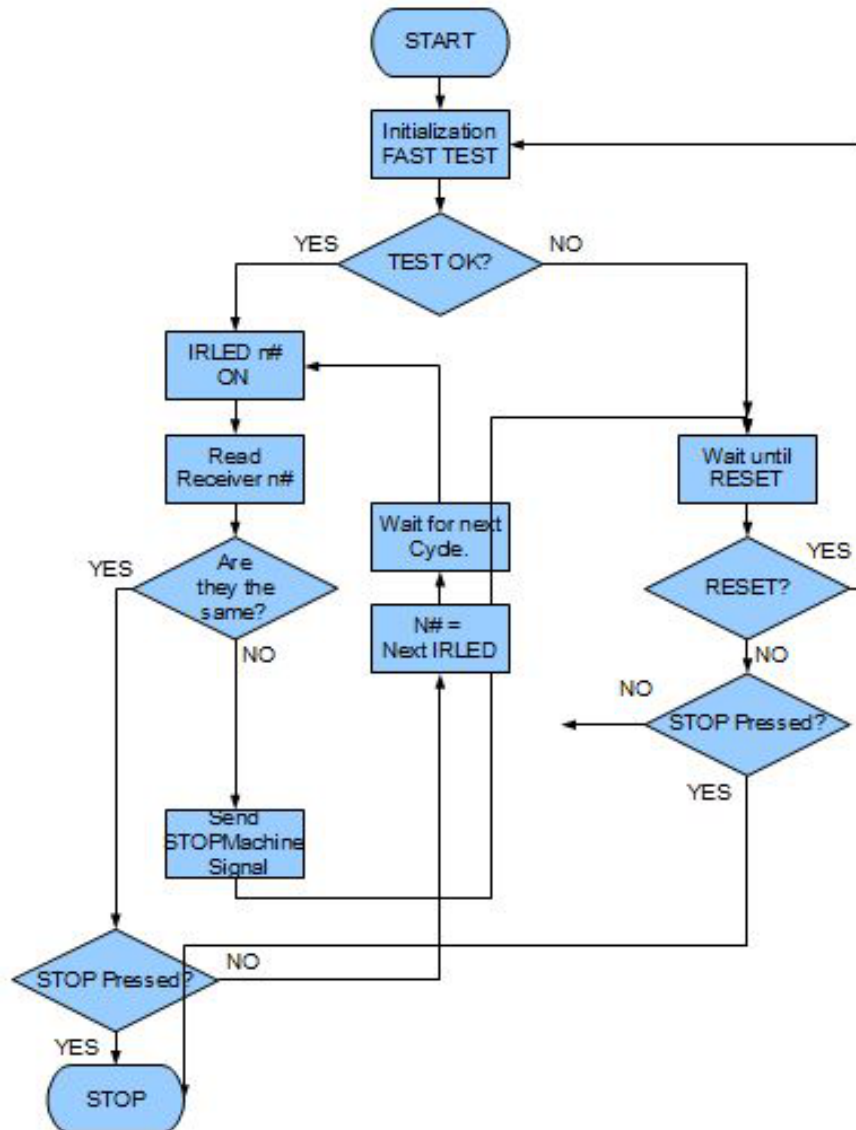 START
Initialization
FAST TEST
YES
NO
TEST OK?
IRLED n#
ON
Read
Receiver n#
Wait until
RESET
Wait for next
Cycle.
YES
Are
they the
same?
YES
RESET?
N# =
Next IRLED
NO
NO
NO
STOP Pressed?
YES
Send
STOPMachine
Signal
STOP Pressed?
NO
YES
STOP